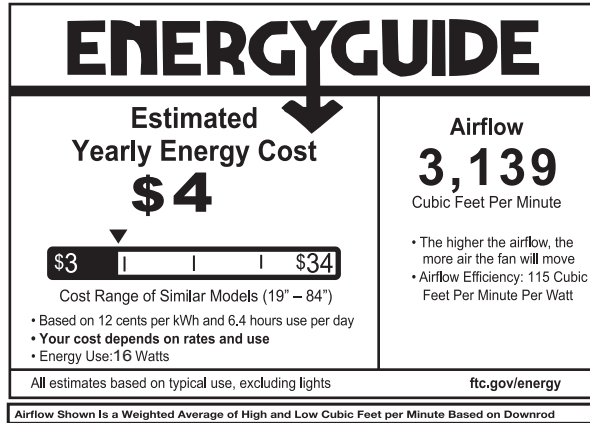 ENERGYGUIDE
Estimated
Yearly Energy Cost
$4
$3
$34
Cost Range of Similar Models (19” – 84”)
• Based on 12 cents per kWh and 6.4 hours use per day
• Your cost depends on rates and use
• Energy Use:16 Watts
Airflow
3,139
Cubic Feet Per Minute
• The higher the airflow, the
more air the fan will move
• Airflow Efficiency: 115 Cubic
Feet Per Minute Per Watt
All estimates based on typical use, excluding lights
ftc.gov/energy
Airflow Shown Is a Weighted Average of High and Low Cubic Feet per Minute Based on Downrod